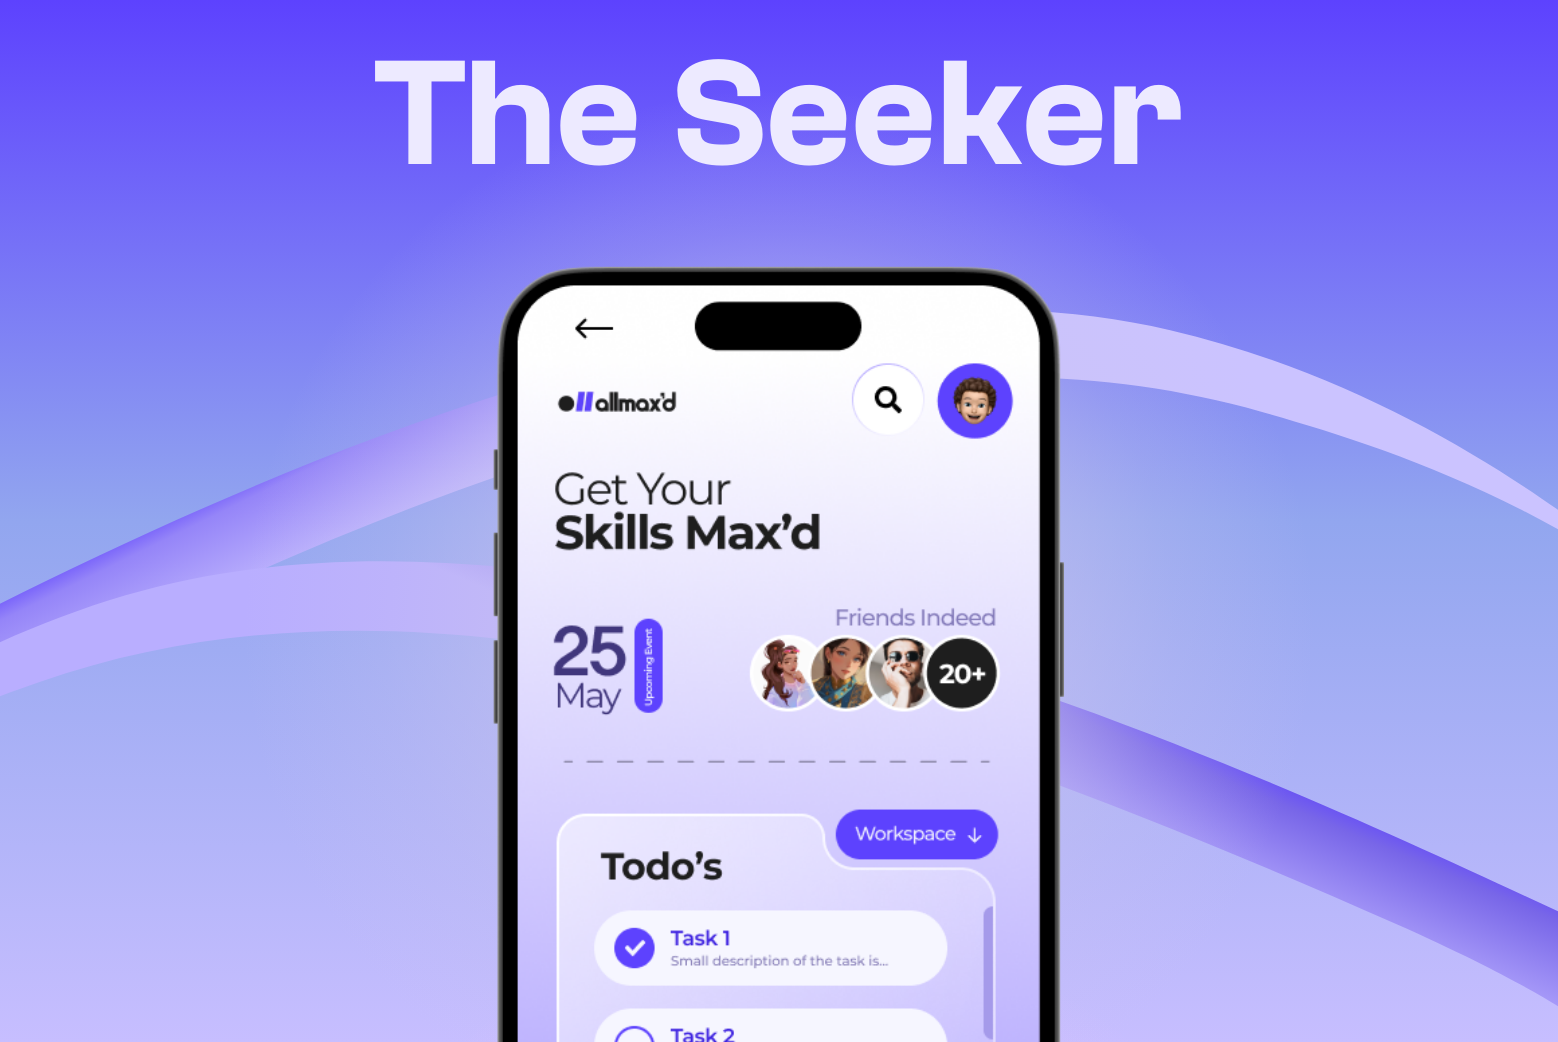 The Seeker
allmax'd
Get Your
Skills Max'd
25
May
Upcoming Event
Friends Indeed
20+
Workspace
Todo's
Task 1
Small description of the task is...
Task 2